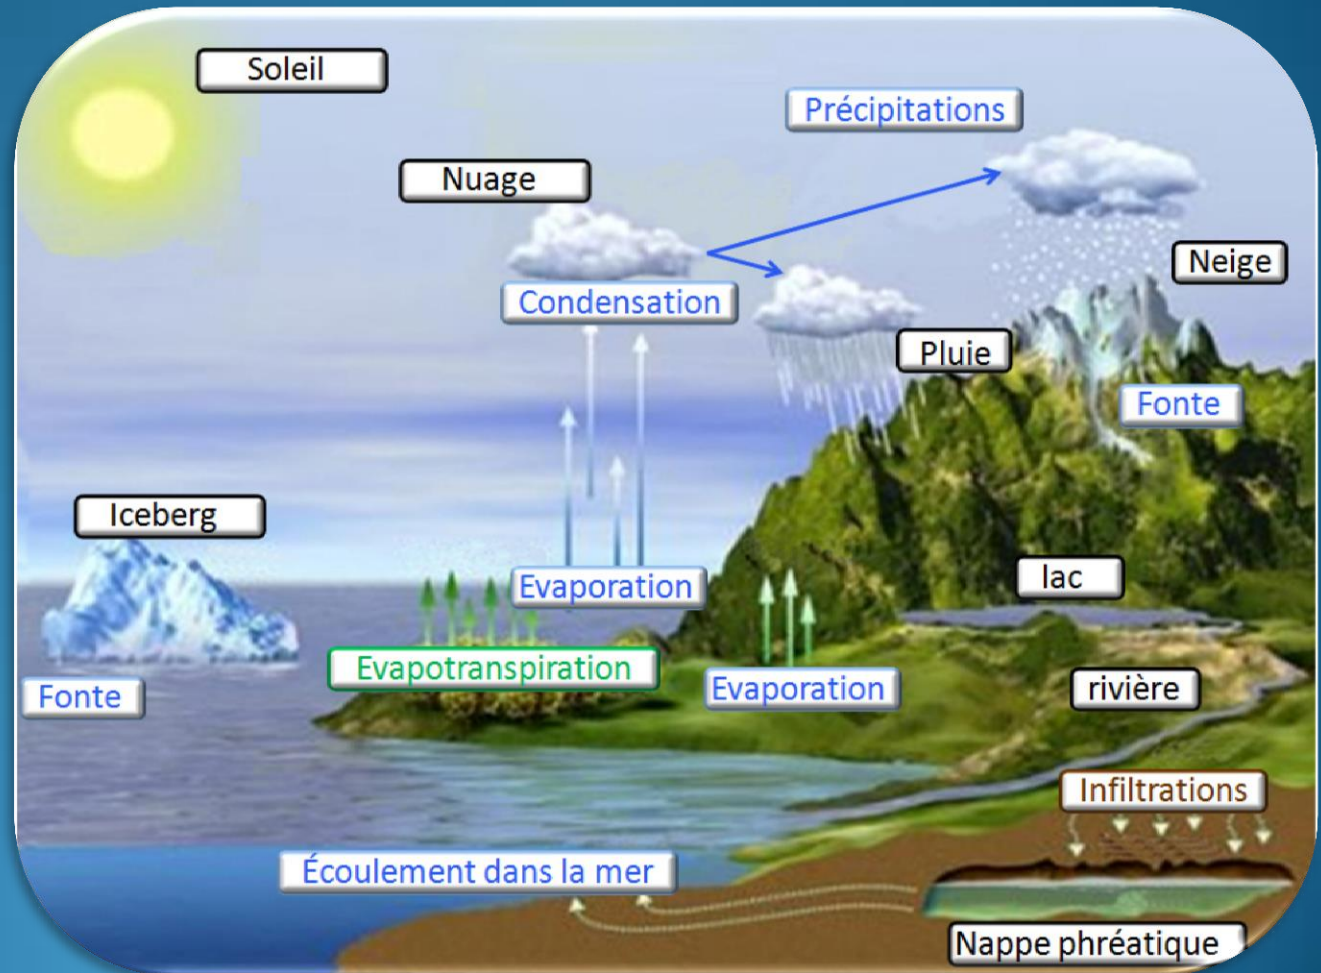 Soleil
Précipitations
Nuage
Neige
Condensation
Pluie
Fonte
Iceberg
lac
Evaporation
Evapotranspiration
Evaporation
rivière
Fonte
Infiltrations
Écoulement dans la mer
Nappe phréatique